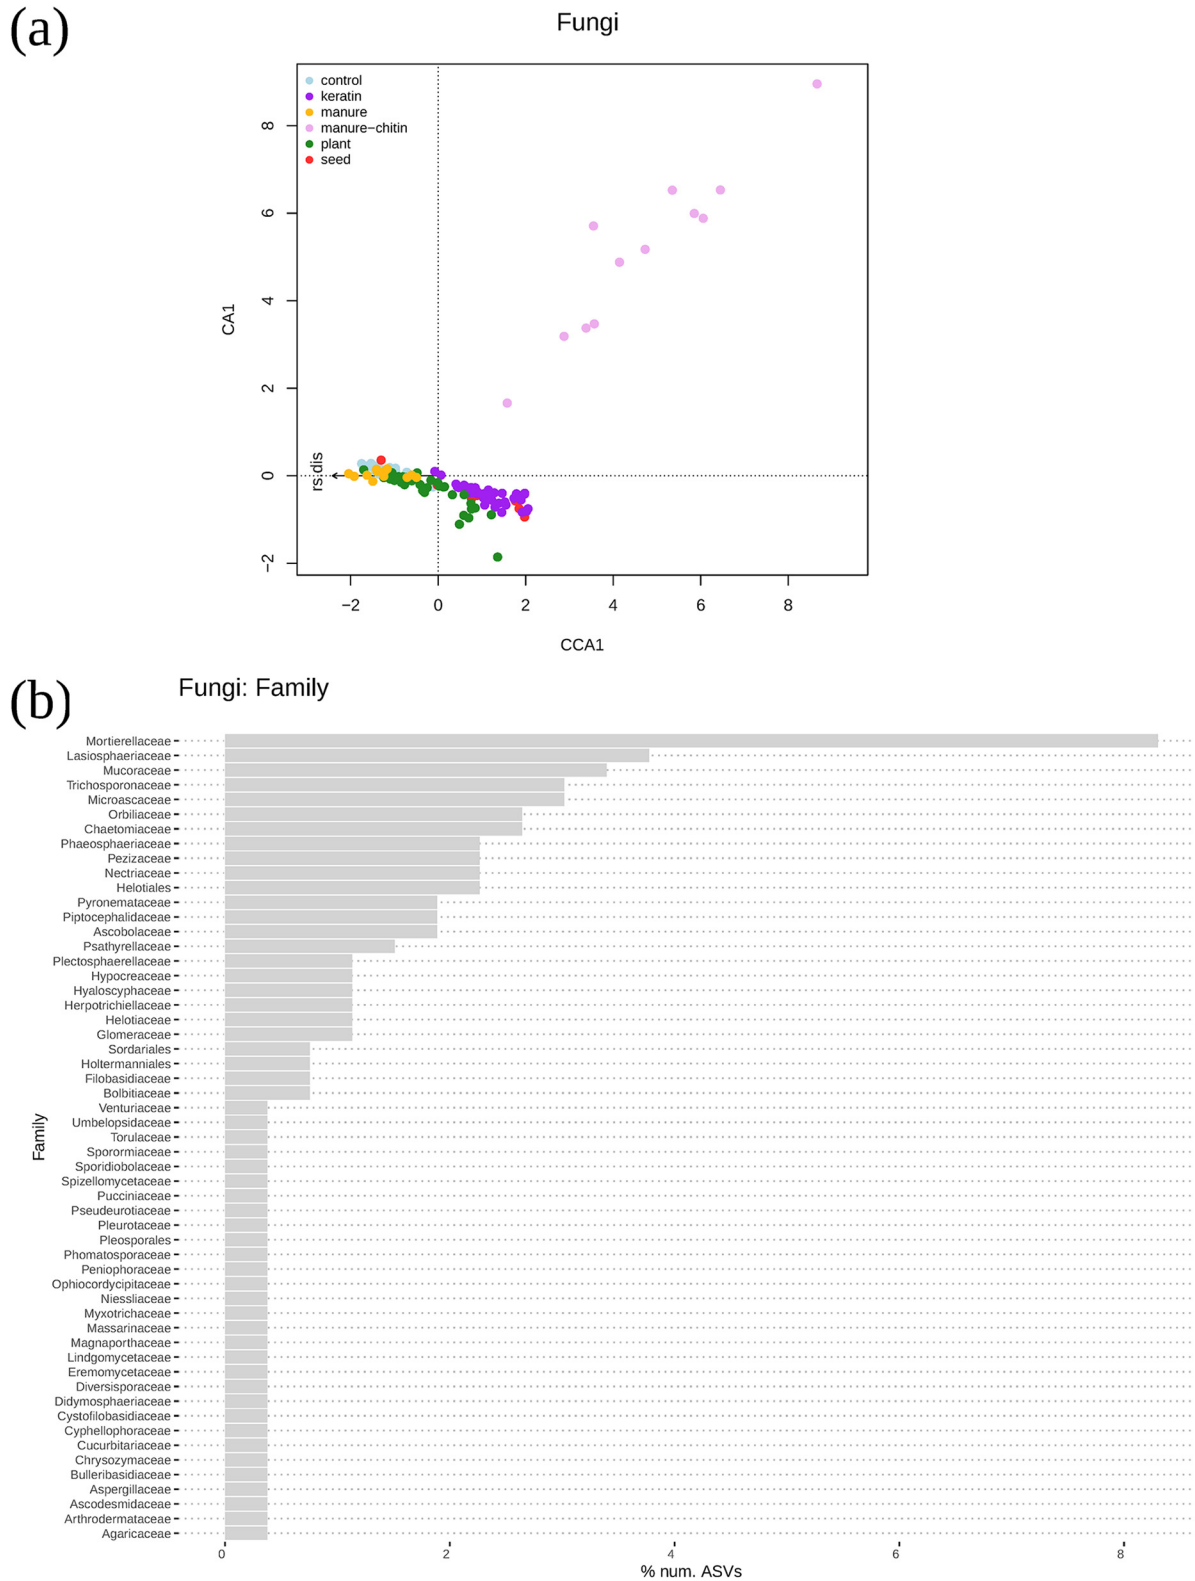 (a)
Fungi
control
keratin
manure
manure−chitin
plant
seed
8
6
4
2
0
−2
CA1
rs:dis
−2 0 2 4 6 8
CCA1
(b)
Fungi: Family
Mortierellaceae
Lasiosphaeriaceae
Mucoraceae
Trichosporonaceae
Microascaceae
Orbiliaceae
Chaetomiaceae
Phaeosphaeriaceae
Pezizaceae
Nectriaceae
Helotiales
Pyronemataceae
Piptocephalidaceae
Ascobolaceae
Psathyrellaceae
Plectosphaerellaceae
Hypocreaceae
Hyaloscyphaceae
Herpotrichiellaceae
Helotiaceae
Glomeraceae
Sordariales
Holtermanniales
Filobasidiaceae
Bolbitiaceae
Venturiaceae
Umbelopsidaceae
Torulaceae
Sporormiaceae
Sporidiobolaceae
Spizellomycetaceae
Pucciniaceae
Pseudeurotiaceae
Pleurotaceae
Pleosporales
Phomatosporaceae
Peniophoraceae
Ophiocordycipitaceae
Niessliaceae
Myxotrichaceae
Massarinaceae
Magnaporthaceae
Lindgomycetaceae
Eremomycetaceae
Diversisporaceae
Didymosphaeriaceae
Cystofilobasidiaceae
Cyphellophoraceae
Cucurbitariaceae
Chrysozymaceae
Bulleribasidiaceae
Aspergillaceae
Ascodesmidaceae
Arthrodermataceae
Agaricaceae
Family
0 2 4 6 8
% num. ASVs